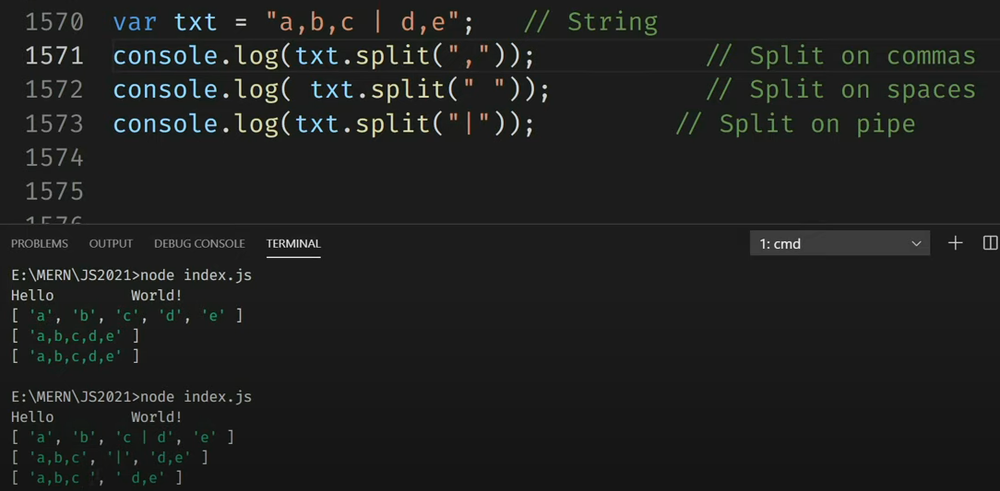 1570 var txt = "a,b,c | d,e";   // String
1571 console.log(txt.split(","));           // Split on commas
1572 console.log( txt.split(" "));          // Split on spaces
1573 console.log(txt.split("|"));         // Split on pipe
1574
1575
1576
PROBLEMS OUTPUT DEBUG CONSOLE TERMINAL 1: cmd
E:\MERN\JS2021>node index.js
Hello         World!
[ 'a', 'b', 'c', 'd', 'e' ]
[ 'a,b,c,d,e' ]
[ 'a,b,c,d,e' ]
E:\MERN\JS2021>node index.js
Hello         World!
[ 'a', 'b', 'c | d', 'e' ]
[ 'a,b,c', '|', 'd,e' ]
[ 'a,b,c ', ' d,e' ]